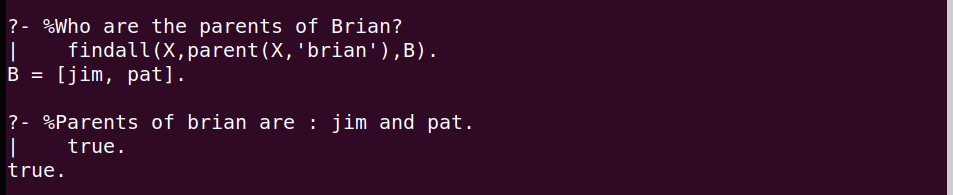 ?- %Who are the parents of Brian?
|    findall(X,parent(X,'brian'),B).
B = [jim, pat].

?- %Parents of brian are : jim and pat.
|    true.
true.